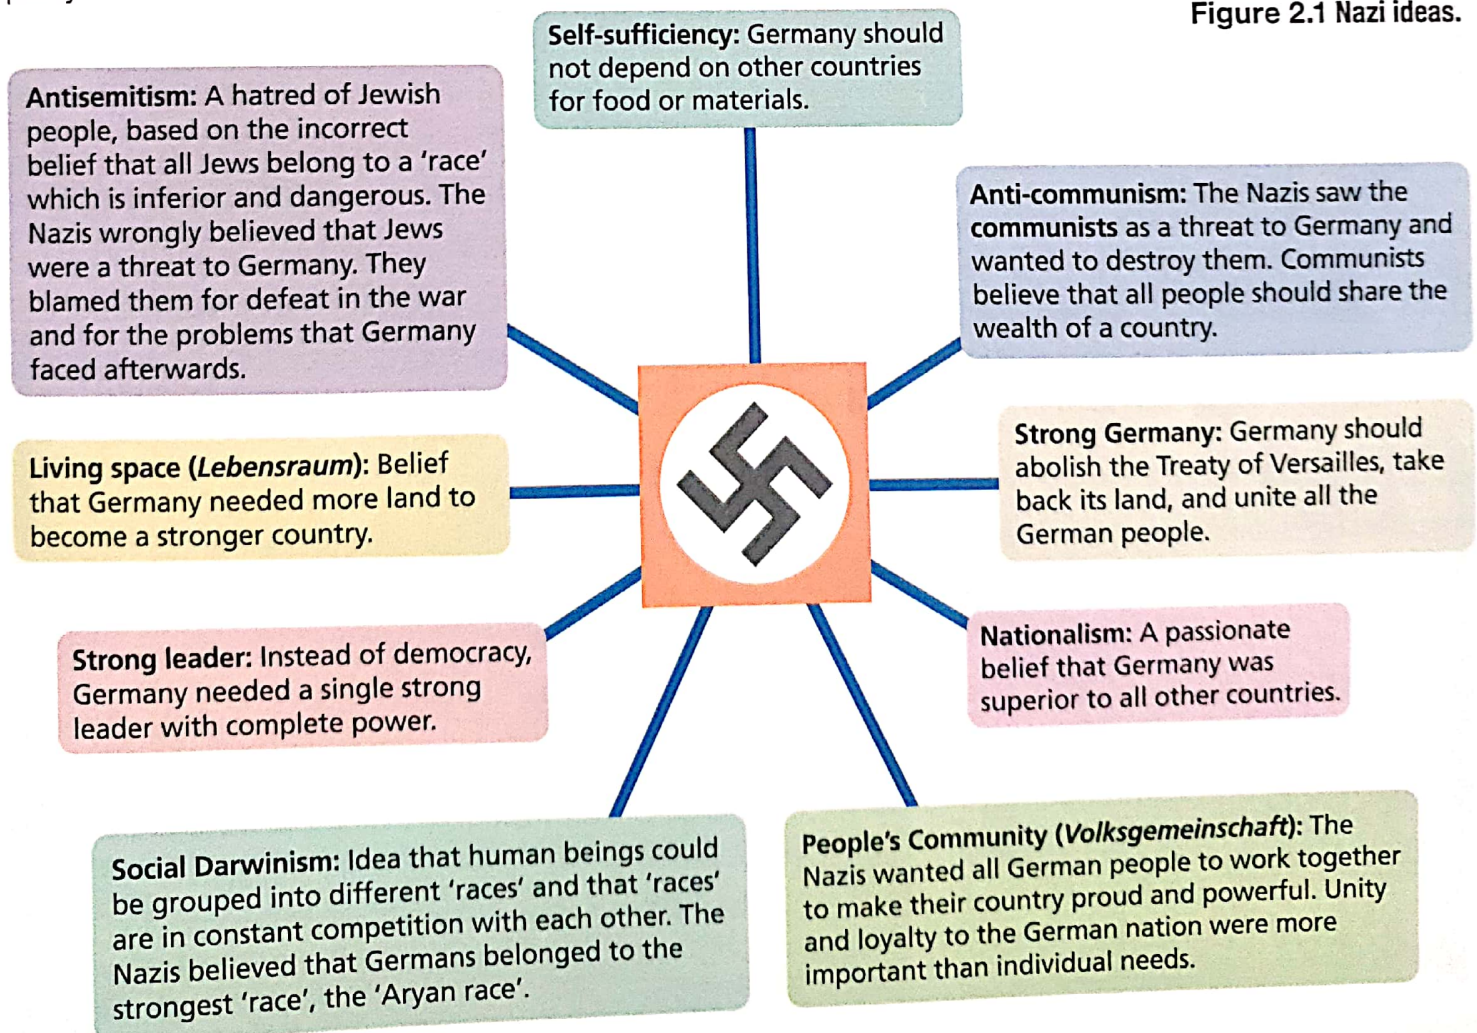 Figure 2.1 Nazi ideas.
Self-sufficiency: Germany should
not depend on other countries
for food or materials.
Antisemitism: A hatred of Jewish
people, based on the incorrect
belief that all Jews belong to a ‘race’
which is inferior and dangerous. The
Nazis wrongly believed that Jews
were a threat to Germany. They
blamed them for defeat in the war
and for the problems that Germany
faced afterwards.
Anti-communism: The Nazis saw the
communists as a threat to Germany and
wanted to destroy them. Communists
believe that all people should share the
wealth of a country.
Living space (Lebensraum): Belief
that Germany needed more land to
become a stronger country.
Strong Germany: Germany should
abolish the Treaty of Versailles, take
back its land, and unite all the
German people.
Strong leader: Instead of democracy,
Germany needed a single strong
leader with complete power.
Nationalism: A passionate
belief that Germany was
superior to all other countries.
Social Darwinism: Idea that human beings could
be grouped into different ‘races’ and that ‘races’
are in constant competition with each other. The
Nazis believed that Germans belonged to the
strongest ‘race’, the ‘Aryan race’.
People’s Community (Volksgemeinschaft): The
Nazis wanted all German people to work together
to make their country proud and powerful. Unity
and loyalty to the German nation were more
important than individual needs.